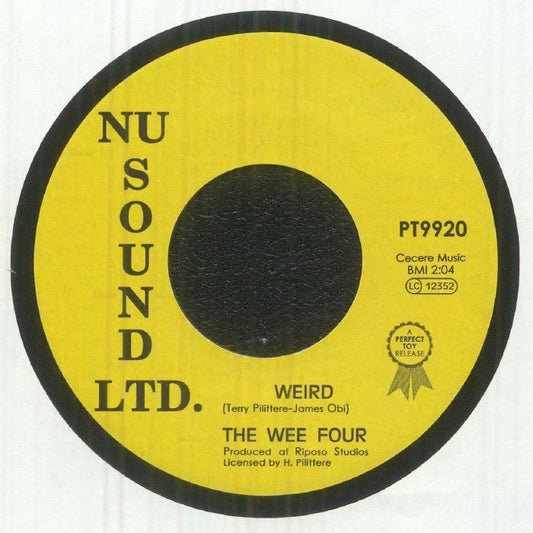 NU
S
O
U
N
D
LTD.
PT9920
Cecere Music
BMI 2:04
LC 12352
A
PERFECT
TOY
RELEASE
WEIRD
(Terry Pilittere-James Obi)
THE WEE FOUR
Produced at Riposo Studios
Licensed by H. Pilittere